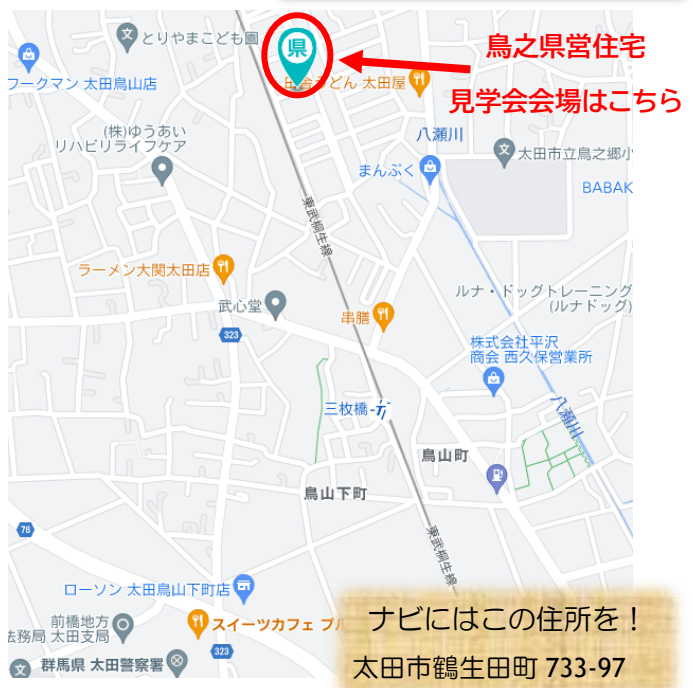 とりやまこども園
県
鳥之県営住宅
ワークマン 太田鳥山店
田舎うどん 太田屋
見学会会場はこちら
(株)ゆうあい
リハビリライフケア
八瀬川
文
太田市立鳥之郷小
まんぷく
BABAK
東武桐生線
ラーメン大関太田店
ルナ・ドッグトレーニング
(ルナドッグ)
武心堂
串膳
323
株式会社平沢
商会 西久保営業所
三枚橋
八瀬川
鳥山町
鳥山下町
78
東武桐生線
ローソン 太田鳥山下町店
前橋地方
法務局 太田支局
スイーツカフェ プル
323
文
群馬県 太田警察署
ナビにはこの住所を！
太田市鶴生田町 733-97